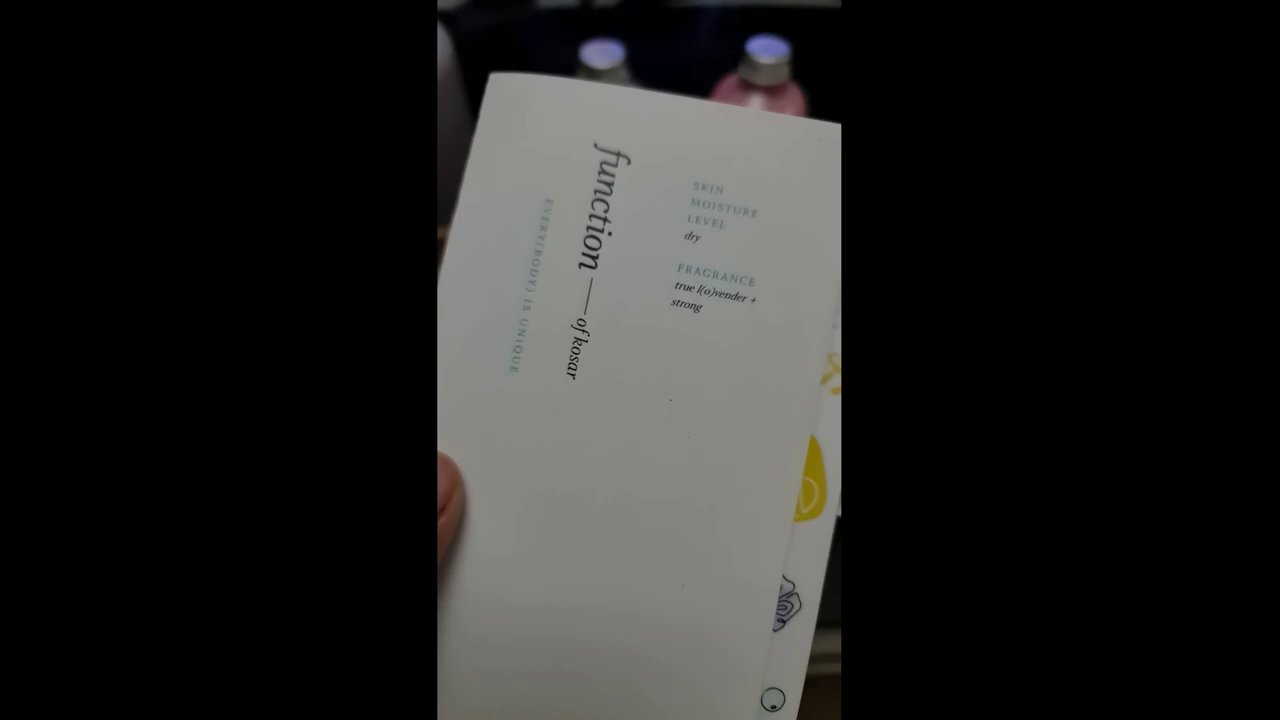 function — of kosar
EVERY(BODY) IS UNIQUE
SKIN
MOISTURE
LEVEL
dry
FRAGRANCE
true l(o)vender +
strong